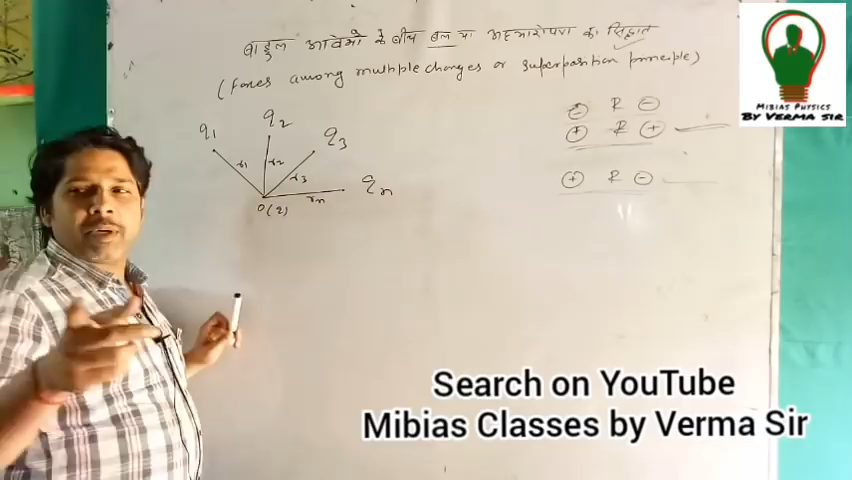 बाहुल आवेशों के बीच बल या अध्यारोपण का सिद्धांत
(Forces among multiple charges or superposition principle)
q1 q2 q3 qn
r1 r2 r3 rn
O(q)
⊖ R ⊖
⊕ R ⊕
⊕ R ⊖
MIBIAS PHYSICS
BY VERMA SIR
Search on YouTube
Mibias Classes by Verma Sir